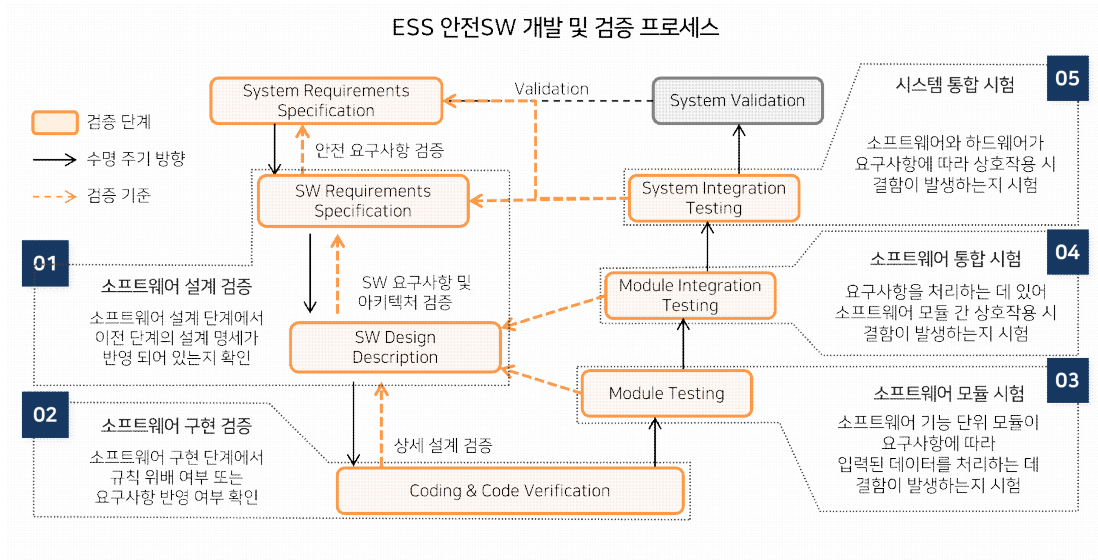 ESS 안전SW 개발 및 검증 프로세스
검증 단계
수명 주기 방향
검증 기준
System Requirements
Specification
Validation
System Validation
안전 요구사항 검증
SW Requirements
Specification
System Integration
Testing
SW 요구사항 및
아키텍처 검증
Module Integration
Testing
SW Design
Description
Module Testing
상세 설계 검증
Coding & Code Verification
01
소프트웨어 설계 검증
소프트웨어 설계 단계에서
이전 단계의 설계 명세가
반영 되어 있는지 확인
02
소프트웨어 구현 검증
소프트웨어 구현 단계에서
규칙 위배 여부 또는
요구사항 반영 여부 확인
03
소프트웨어 모듈 시험
소프트웨어 기능 단위 모듈이
요구사항에 따라
입력된 데이터를 처리하는 데
결함이 발생하는지 시험
04
소프트웨어 통합 시험
요구사항을 처리하는 데 있어
소프트웨어 모듈 간 상호작용 시
결함이 발생하는지 시험
05
시스템 통합 시험
소프트웨어와 하드웨어가
요구사항에 따라 상호작용 시
결함이 발생하는지 시험